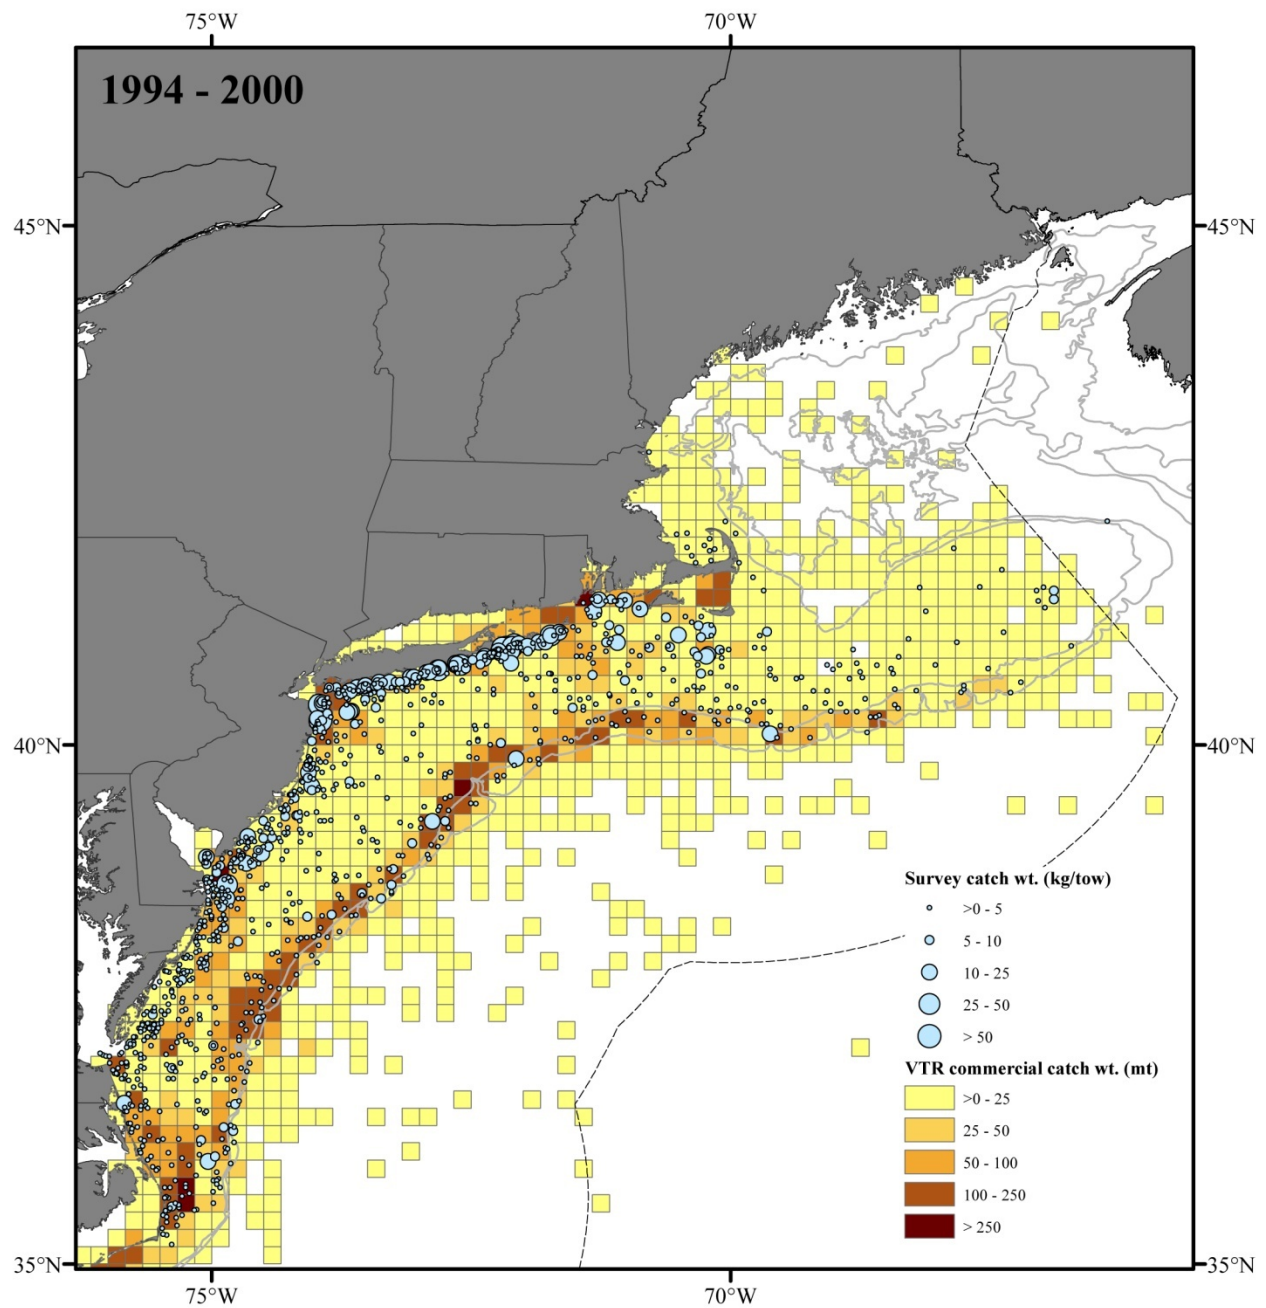 75°W 70°W
1994 - 2000
45°N 45°N
40°N 40°N
Survey catch wt. (kg/tow)
>0 - 5
5 - 10
10 - 25
25 - 50
> 50
VTR commercial catch wt. (mt)
>0 - 25
25 - 50
50 - 100
100 - 250
> 250
35°N 35°N
75°W 70°W